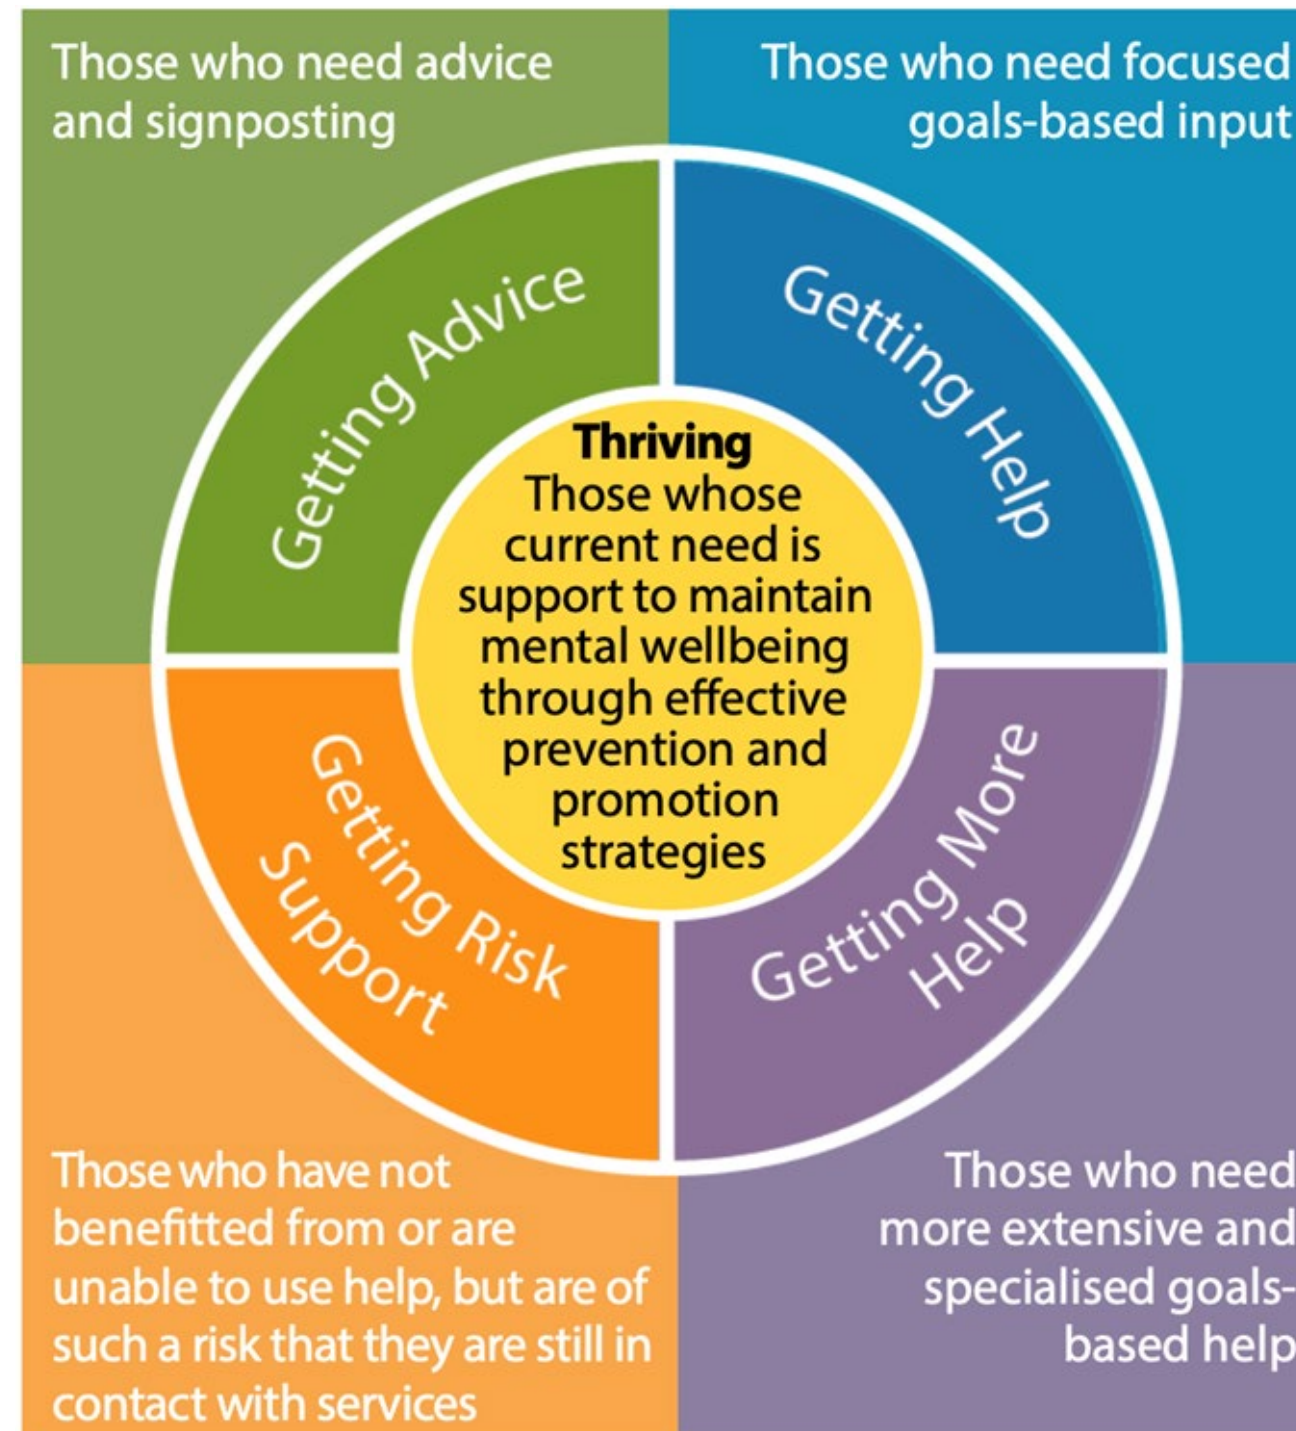 Those who need advice
and signposting
Those who need focused
goals-based input
Getting Advice
Getting Help
Thriving
Those whose
current need is
support to maintain
mental wellbeing
through effective
prevention and
promotion
strategies
Getting Risk
Support
Getting More
Help
Those who have not
benefitted from or are
unable to use help, but are of
such a risk that they are still in
contact with services
Those who need
more extensive and
specialised goals-
based help